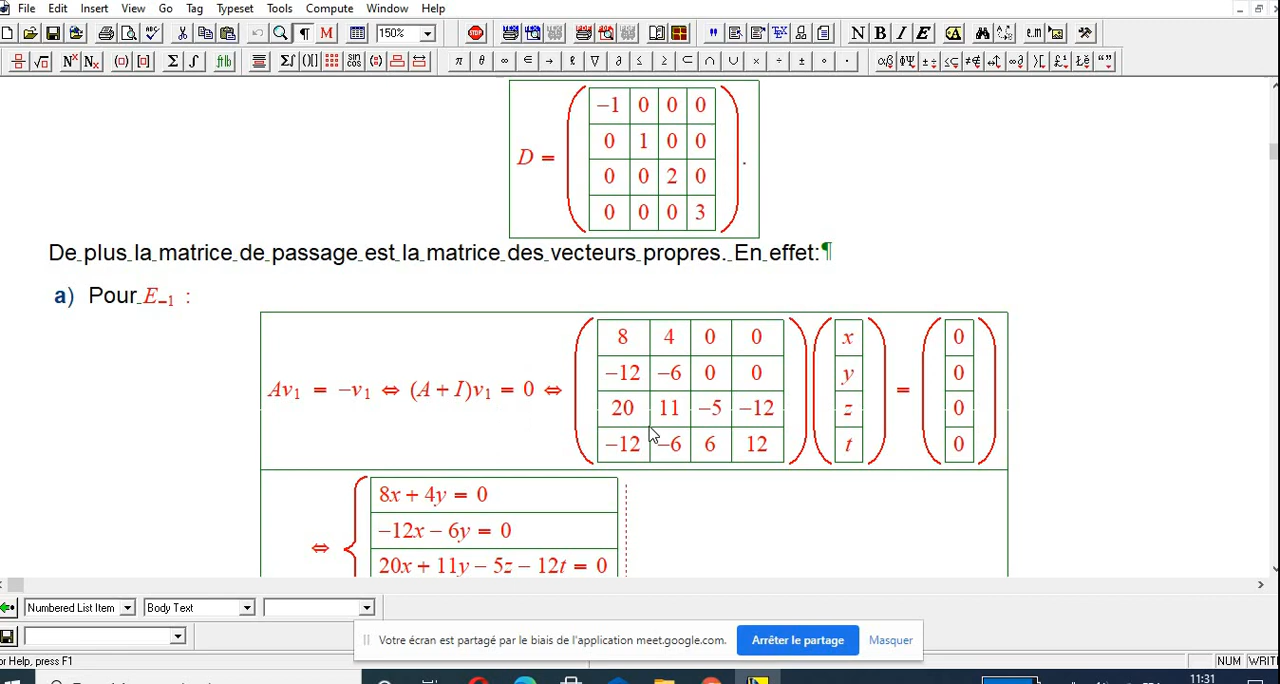 File Edit Insert View Go Tag Typeset Tools Compute Window Help
150%
D = ( −1 0 0 0
0 1 0 0
0 0 2 0
0 0 0 3 ).
De plus la matrice de passage est la matrice des vecteurs propres. En effet:¶
a) Pour E₋₁ :
Av₁ = −v₁ ⇔ (A + I)v₁ = 0 ⇔ ( 8 4 0 0
−12 −6 0 0
20 11 −5 −12
−12 −6 6 12 ) ( x
y
z
t ) = ( 0
0
0
0 )
⇔ { 8x + 4y = 0
−12x − 6y = 0
20x + 11y − 5z − 12t = 0
Numbered List Item Body Text
Votre écran est partagé par le biais de l'application meet.google.com. Arrêter le partage Masquer
or Help, press F1
NUM WRIT
11:31